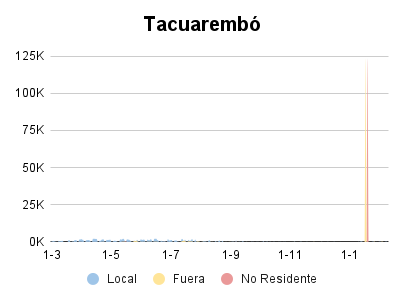 Tacuarembó
125K
100K
75K
50K
25K
0K
1-3 1-5 1-7 1-9 1-11 1-1
Local Fuera No Residente